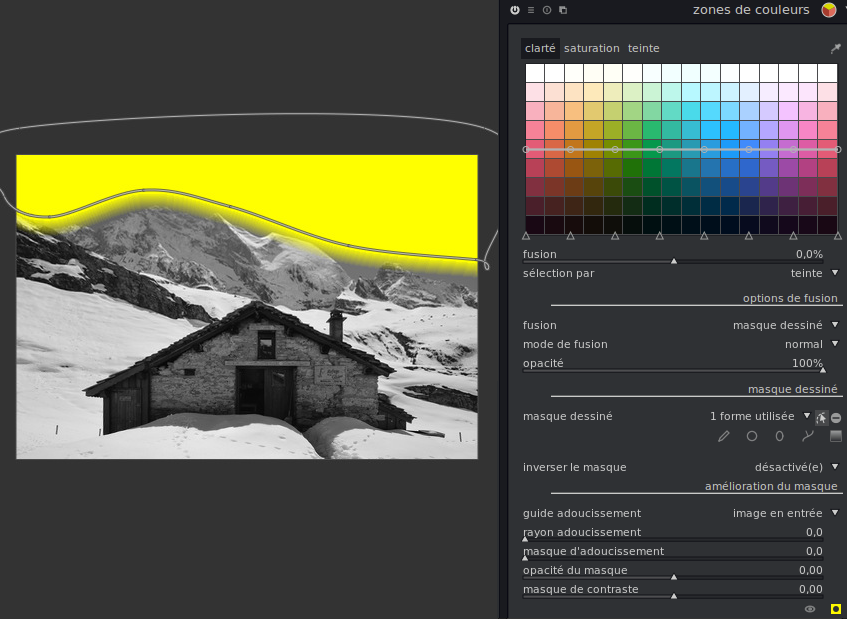 zones de couleurs
clarté saturation teinte
fusion 0,0%
sélection par teinte
options de fusion
fusion masque dessiné
mode de fusion normal
opacité 100%
masque dessiné
masque dessiné 1 forme utilisée
inverser le masque désactivé(e)
amélioration du masque
guide adoucissement image en entrée
rayon adoucissement 0,0
masque d'adoucissement 0,0
opacité du masque 0,00
masque de contraste 0,00